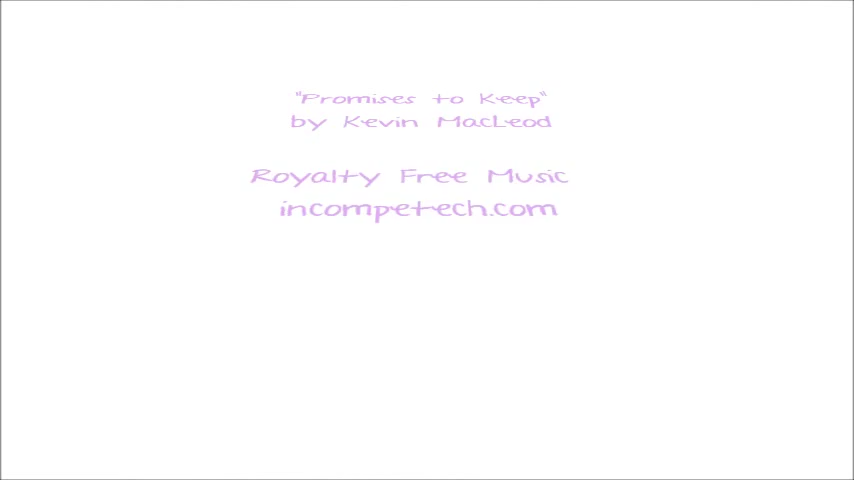 "Promises to Keep"
by Kevin MacLeod
Royalty Free Music
incompetech.com